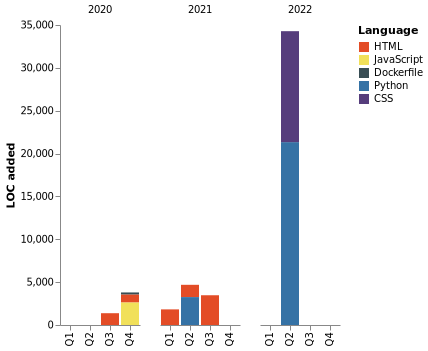 2020 2021 2022
Language
HTML
JavaScript
Dockerfile
Python
CSS
LOC added
35,000
30,000
25,000
20,000
15,000
10,000
5,000
0
Q1 Q2 Q3 Q4 Q1 Q2 Q3 Q4 Q1 Q2 Q3 Q4